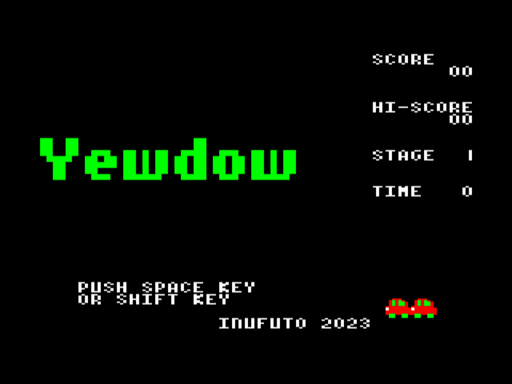 SCORE
00
HI-SCORE
00
Yewdow
STAGE 1
TIME 0
PUSH SPACE KEY
OR SHIFT KEY
INUFUTO 2023